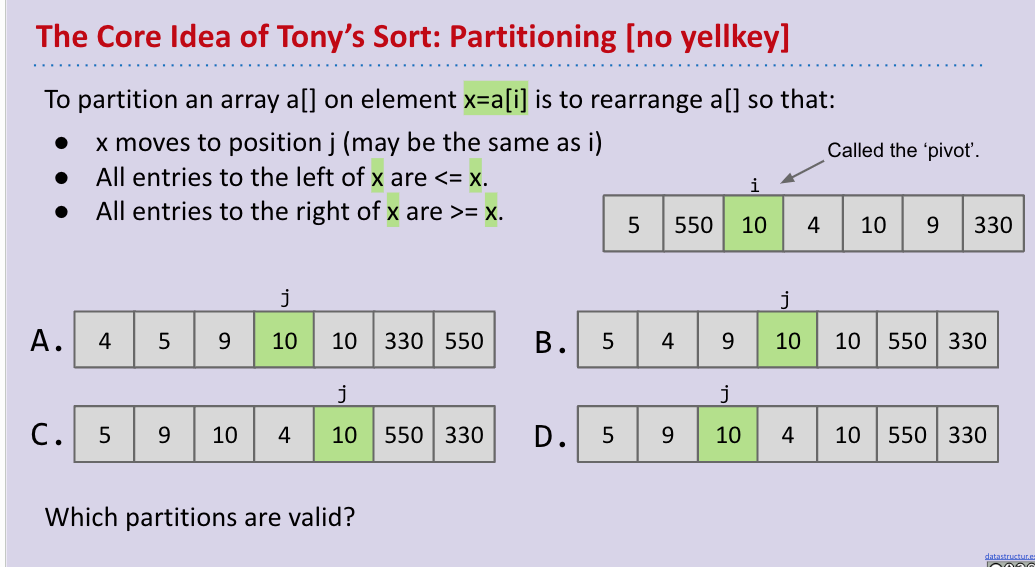 The Core Idea of Tony’s Sort: Partitioning [no yellkey]
To partition an array a[] on element x=a[i] is to rearrange a[] so that:
● x moves to position j (may be the same as i)
● All entries to the left of x are <= x.
● All entries to the right of x are >= x.
Called the ‘pivot’.
i
5 550 10 4 10 9 330
j
A. 4 5 9 10 10 330 550
j
B. 5 4 9 10 10 550 330
j
C. 5 9 10 4 10 550 330
j
D. 5 9 10 4 10 550 330
Which partitions are valid?